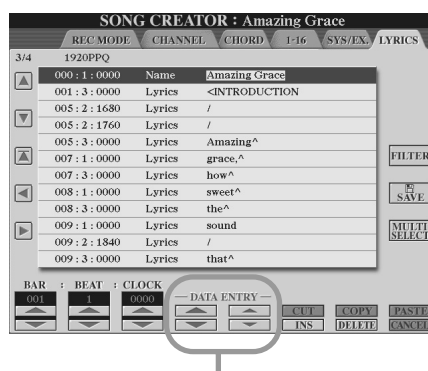 SONG CREATOR : Amazing Grace
REC MODE CHANNEL CHORD 1-16 SYS/EX. LYRICS
3/4 1920PPQ
000 : 1 : 0000 Name Amazing Grace
001 : 3 : 0000 Lyrics <INTRODUCTION
005 : 2 : 1680 Lyrics /
005 : 2 : 1760 Lyrics /
005 : 3 : 0000 Lyrics Amazing^
007 : 1 : 0000 Lyrics grace,^
007 : 3 : 0000 Lyrics how^
008 : 1 : 0000 Lyrics sweet^
008 : 3 : 0000 Lyrics the^
009 : 1 : 0000 Lyrics sound
009 : 2 : 1840 Lyrics /
009 : 3 : 0000 Lyrics that^
FILTER
SAVE
MULTI
SELECT
BAR : BEAT : CLOCK
001 1 0000
DATA ENTRY
CUT COPY PASTE
INS DELETE CANCEL